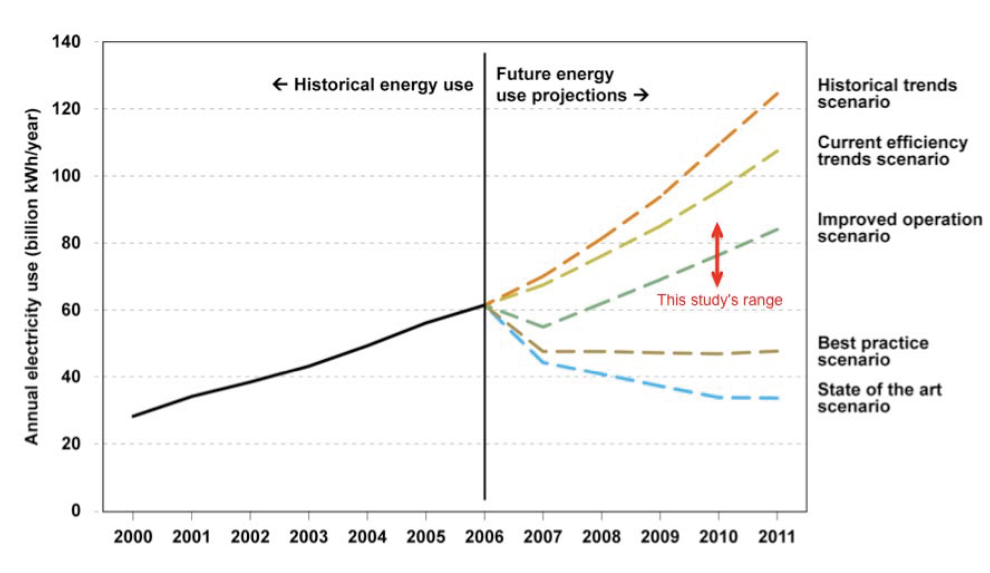 140
120
100
80
60
40
20
0
Annual electricity use (billion kWh/year)
← Historical energy use
Future energy
use projections →
Historical trends
scenario
Current efficiency
trends scenario
Improved operation
scenario
This study's range
Best practice
scenario
State of the art
scenario
2000 2001 2002 2003 2004 2005 2006 2007 2008 2009 2010 2011